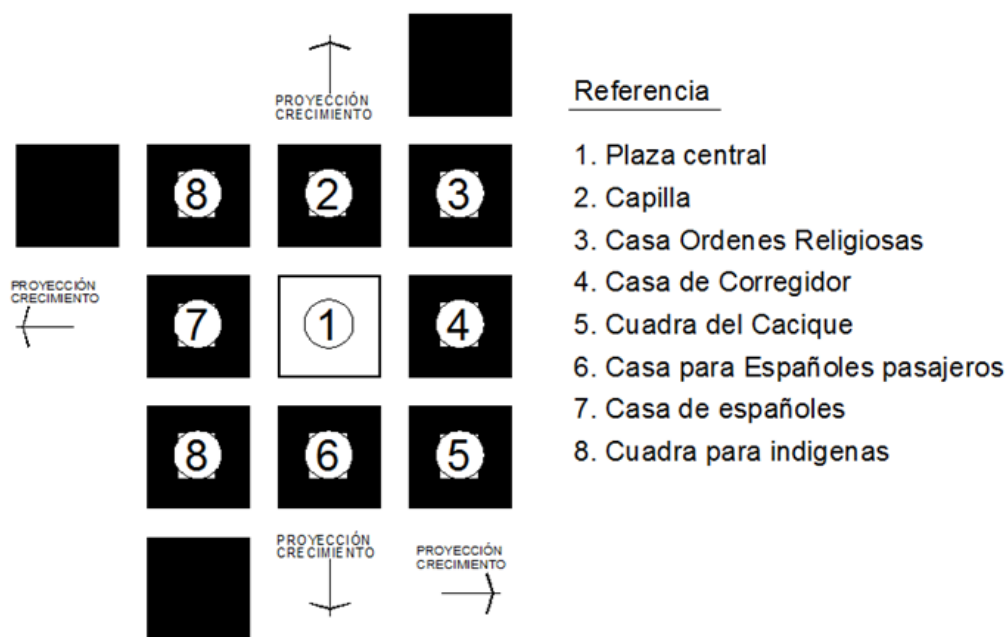 PROYECCIÓN
CRECIMIENTO
8
2
3
PROYECCIÓN
CRECIMIENTO
7
1
4
8
6
5
PROYECCIÓN
CRECIMIENTO
PROYECCIÓN
CRECIMIENTO
Referencia
1. Plaza central
2. Capilla
3. Casa Ordenes Religiosas
4. Casa de Corregidor
5. Cuadra del Cacique
6. Casa para Españoles pasajeros
7. Casa de españoles
8. Cuadra para indigenas